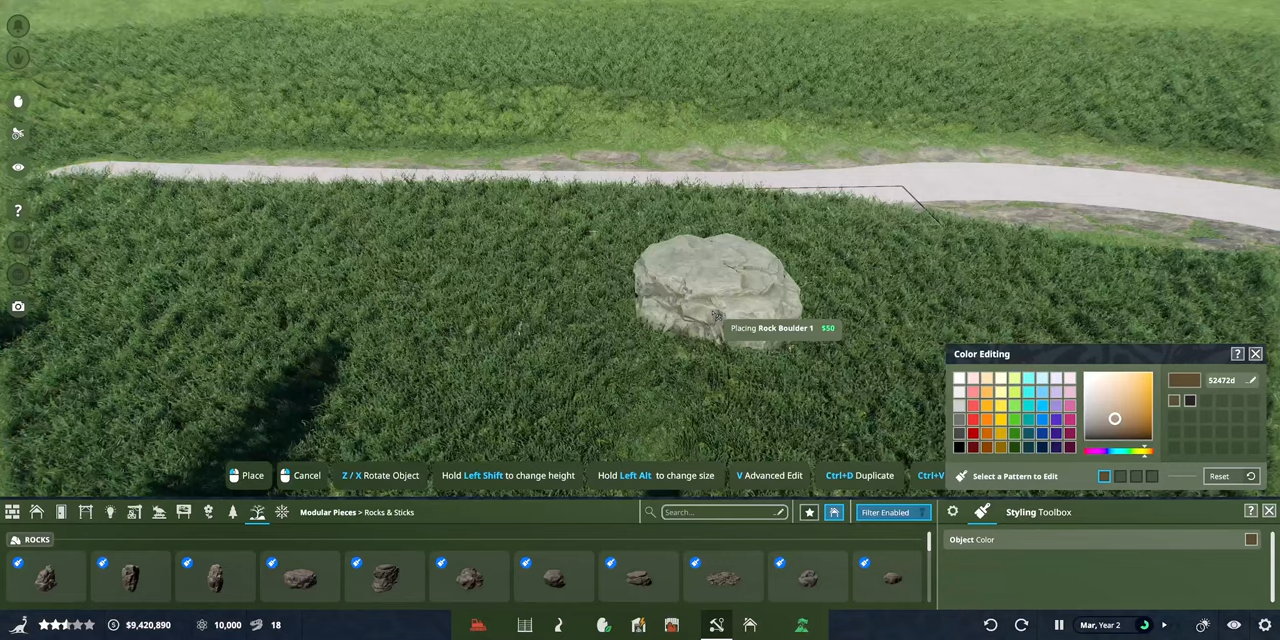 ?
Placing Rock Boulder 1 $50
Color Editing
?
52472d
Place
Cancel
Z / X Rotate Object
Hold Left Shift to change height
Hold Left Alt to change size
V Advanced Edit
Ctrl+D Duplicate
Ctrl+V
Select a Pattern to Edit
Reset
Modular Pieces > Rocks & Sticks
Search...
Filter Enabled
Styling Toolbox
?
ROCKS
Object Color
$9,420,890
10,000
18
Mar, Year 2